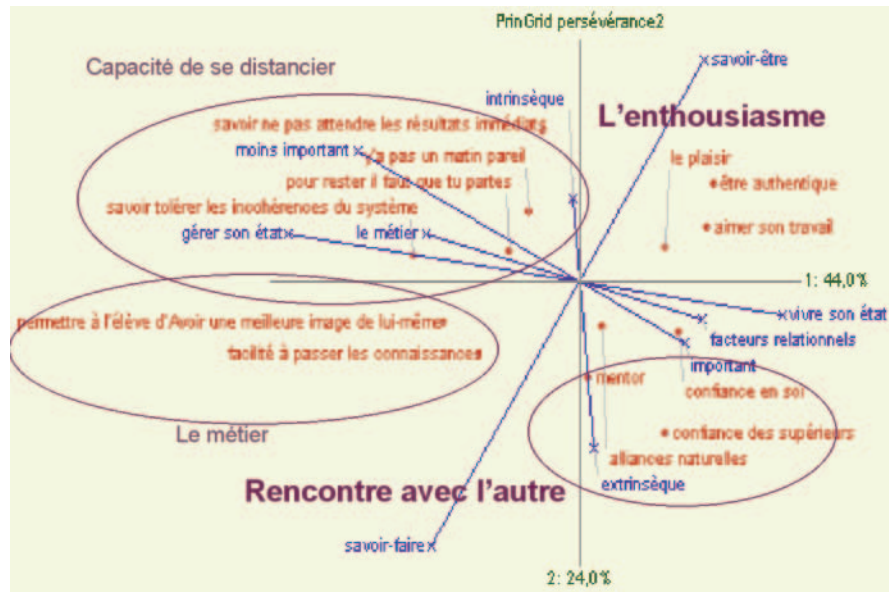 PrinGrid persévérance2
savoir-être
Capacité de se distancier
intrinsèque
L'enthousiasme
savoir ne pas attendre les résultats immédiats
moins important
y'a pas un matin pareil
le plaisir
pour rester il faut que tu partes
être authentique
savoir tolérer les incohérences du système
aimer son travail
gérer son état
le métier
1: 44,0%
permettre à l'élève d'Avoir une meilleure image de lui-même
vivre son état
facteurs relationnels
facilité à passer les connaissances
important
mentor
confiance en soi
Le métier
confiance des supérieurs
alliances naturelles
extrinsèque
Rencontre avec l'autre
savoir-faire
2: 24,0%